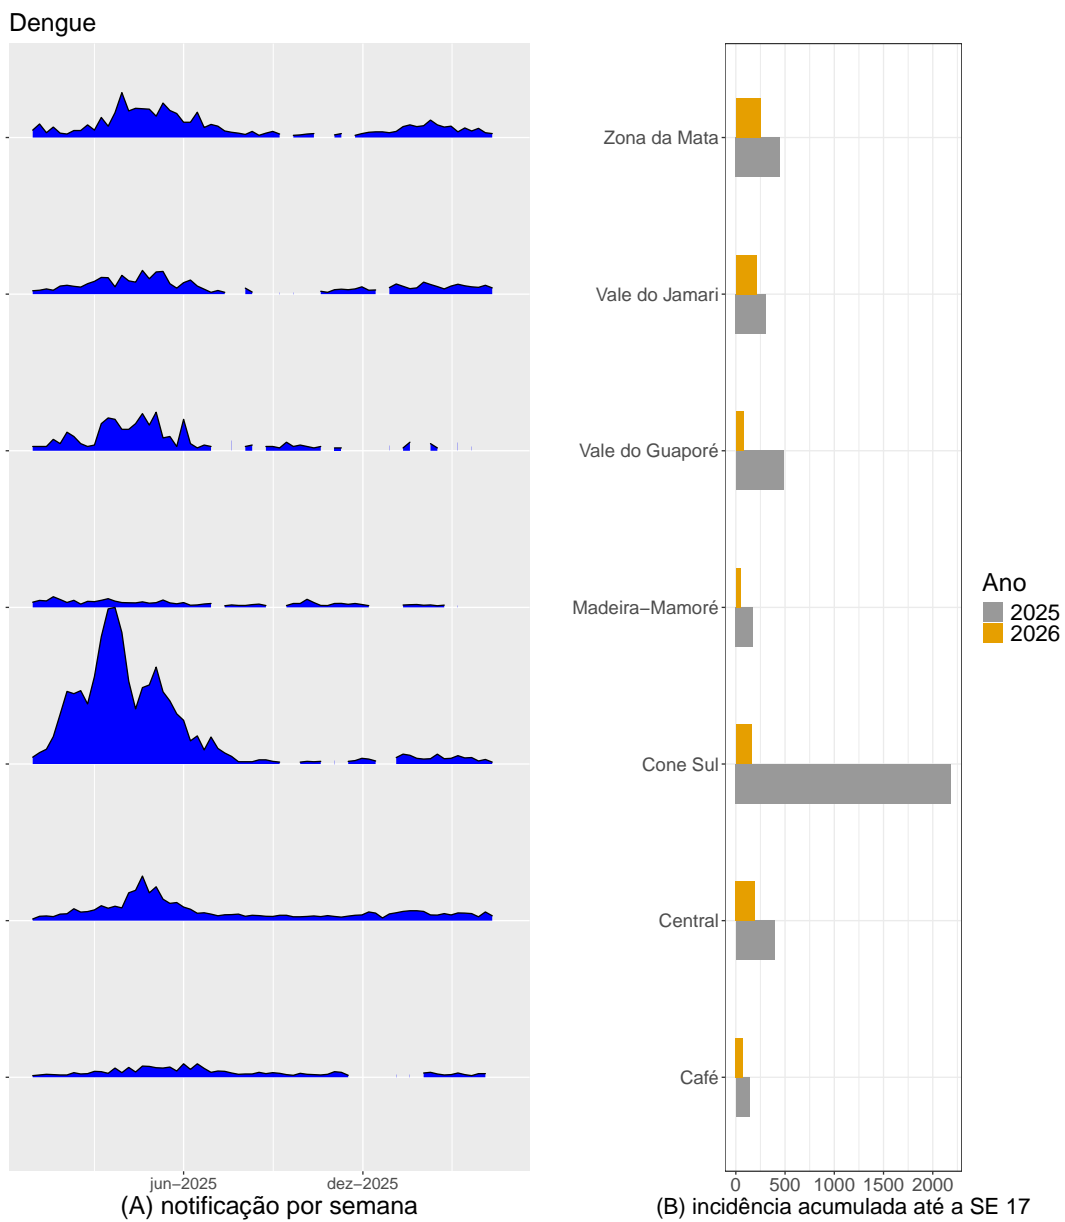 Dengue
Zona da Mata
Vale do Jamari
Vale do Guaporé
Madeira−Mamoré
Cone Sul
Central
Café
Ano
2025
2026
jun−2025
dez−2025
0 500 1000 1500 2000
(A) notificação por semana
(B) incidência acumulada até a SE 17